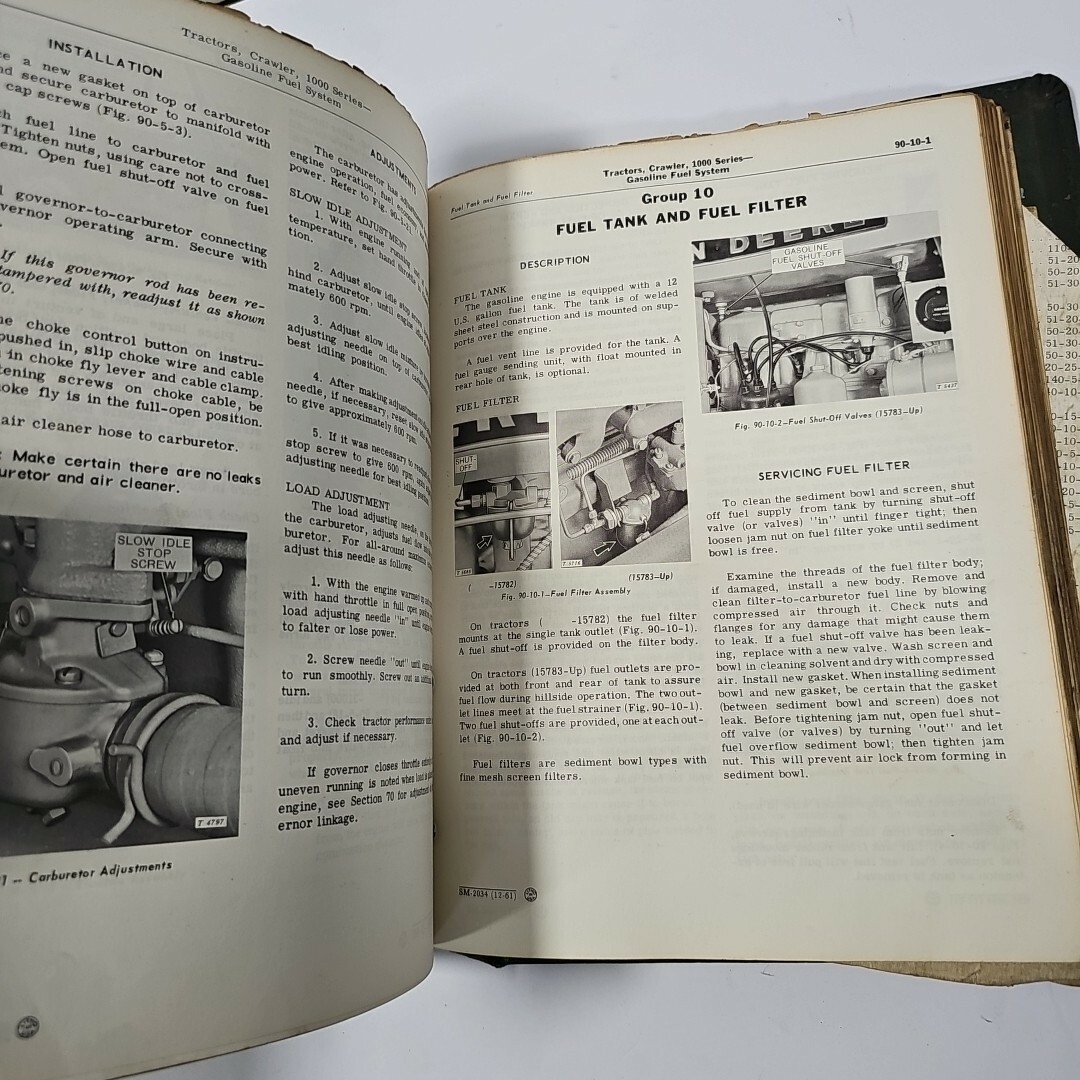 INSTALLATION
a new gasket on top of carburetor
secure carburetor to manifold with
cap screws (Fig. 90-5-3).
fuel line to carburetor and fuel
Tighten nuts, using care not to cross-
Open fuel shut-off valve on fuel
governor-to-carburetor connecting
operating arm. Secure with
If this governor rod has been re-
with, readjust it as shown
choke control button on instru-
pushed in, slip choke wire and cable
in choke fly lever and cable clamp.
screws on choke cable, be
fly is in the full-open position.
air cleaner hose to carburetor.
Make certain there are no leaks
and air cleaner.
SLOW IDLE
STOP
SCREW
T 4797
— Carburetor Adjustments
Tractors, Crawler, 1000 Series—
Gasoline Fuel System
ADJUSTMENTS
The carburetor has
engine operation, fuel
power. Refer to Fig. 90-
SLOW IDLE ADJUSTMENT
1. With engine running
temperature, set hand throttle
tion.
2. Adjust slow idle stop
hind carburetor, until engine
mately 600 rpm.
3. Adjust slow idle
adjusting needle on top of
best idling position.
4. After making adjustment
needle, if necessary, reset slow idle
to give approximately 600 rpm.
5. If it was necessary to
stop screw to give 600 rpm,
adjusting needle for best idling
LOAD ADJUSTMENT
The load adjusting needle,
the carburetor, adjusts fuel flow
buretor. For all-around
adjust this needle as follows:
1. With the engine warmed up
with hand throttle in full open
load adjusting needle "in" until
to falter or lose power.
2. Screw needle "out" until
to run smoothly. Screw out
turn.
3. Check tractor performance
and adjust if necessary.
If governor closes throttle
uneven running is noted when load is
engine, see Section 70 for adjustment
ernor linkage.
Fuel Tank and Fuel Filter
Tractors, Crawler, 1000 Series—
Gasoline Fuel System
90-10-1
Group 10
FUEL TANK AND FUEL FILTER
DESCRIPTION
FUEL TANK
The gasoline engine is equipped with a 12
U.S. gallon fuel tank. The tank is of welded
sheet steel construction and is mounted on sup-
ports over the engine.
A fuel vent line is provided for the tank. A
fuel gauge sending unit, with float mounted in
rear hole of tank, is optional.
FUEL FILTER
SHUT-
OFF
( -15782)
(15783-Up)
Fig. 90-10-1—Fuel Filter Assembly
On tractors ( -15782) the fuel filter
mounts at the single tank outlet (Fig. 90-10-1).
A fuel shut-off is provided on the filter body.
On tractors (15783-Up) fuel outlets are pro-
vided at both front and rear of tank to assure
fuel flow during hillside operation. The two out-
let lines meet at the fuel strainer (Fig. 90-10-1).
Two fuel shut-offs are provided, one at each out-
let (Fig. 90-10-2).
Fuel filters are sediment bowl types with
fine mesh screen filters.
SM-2034 (12-61)
N DEERE
GASOLINE
FUEL SHUT-OFF
VALVES
T 5437
Fig. 90-10-2—Fuel Shut-Off Valves (15783-Up)
SERVICING FUEL FILTER
To clean the sediment bowl and screen, shut
off fuel supply from tank by turning shut-off
valve (or valves) "in" until finger tight; then
loosen jam nut on fuel filter yoke until sediment
bowl is free.
Examine the threads of the fuel filter body;
if damaged, install a new body. Remove and
clean filter-to-carburetor fuel line by blowing
compressed air through it. Check nuts and
flanges for any damage that might cause them
to leak. If a fuel shut-off valve has been leak-
ing, replace with a new valve. Wash screen and
bowl in cleaning solvent and dry with compressed
air. Install new gasket. When installing sediment
bowl and new gasket, be certain that the gasket
(between sediment bowl and screen) does not
leak. Before tightening jam nut, open fuel shut-
off valve (or valves) by turning "out" and let
fuel overflow sediment bowl; then tighten jam
nut. This will prevent air lock from forming in
sediment bowl.